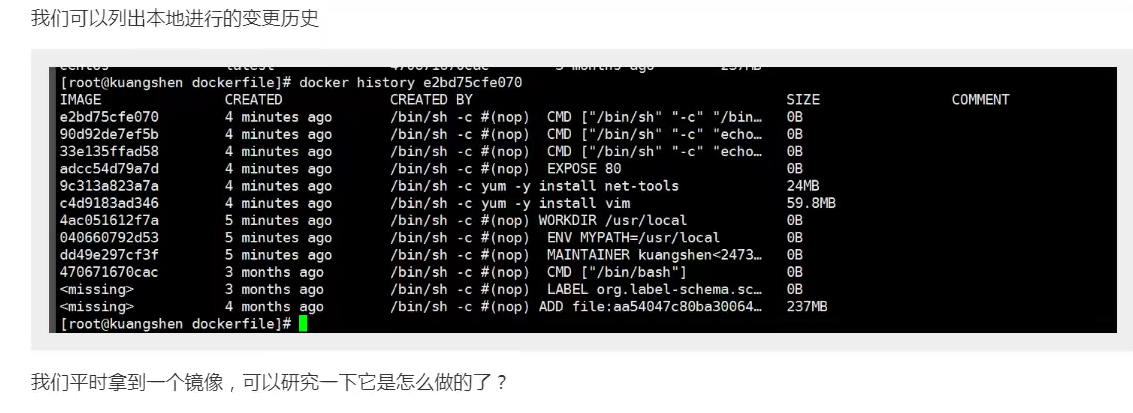 我们可以列出本地进行的变更历史
[root@kuangshen dockerfile]# docker history e2bd75cfe070
IMAGE CREATED CREATED BY SIZE COMMENT
e2bd75cfe070 4 minutes ago /bin/sh -c #(nop) CMD ["/bin/sh" "-c" "/bin… 0B
90d92de7ef5b 4 minutes ago /bin/sh -c #(nop) CMD ["/bin/sh" "-c" "echo… 0B
33e135ffad58 4 minutes ago /bin/sh -c #(nop) CMD ["/bin/sh" "-c" "echo… 0B
adcc54d79a7d 4 minutes ago /bin/sh -c #(nop) EXPOSE 80 0B
9c313a823a7a 4 minutes ago /bin/sh -c yum -y install net-tools 24MB
c4d9183ad346 4 minutes ago /bin/sh -c yum -y install vim 59.8MB
4ac051612f7a 5 minutes ago /bin/sh -c #(nop) WORKDIR /usr/local 0B
040660792d53 5 minutes ago /bin/sh -c #(nop) ENV MYPATH=/usr/local 0B
dd49e297cf3f 5 minutes ago /bin/sh -c #(nop) MAINTAINER kuangshen<2473… 0B
470671670cac 3 months ago /bin/sh -c #(nop) CMD ["/bin/bash"] 0B
<missing> 3 months ago /bin/sh -c #(nop) LABEL org.label-schema.sc… 0B
<missing> 4 months ago /bin/sh -c #(nop) ADD file:aa54047c80ba30064… 237MB
[root@kuangshen dockerfile]#
我们平时拿到一个镜像，可以研究一下它是怎么做的了？